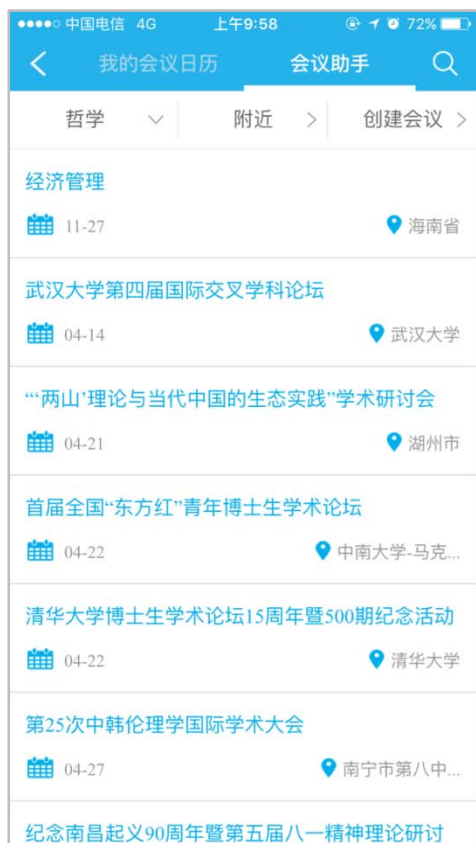 中国电信 4G 上午9:58 72%
我的会议日历 会议助手
哲学 附近 创建会议
经济管理
11-27 海南省
武汉大学第四届国际交叉学科论坛
04-14 武汉大学
“‘两山’理论与当代中国的生态实践”学术研讨会
04-21 湖州市
首届全国“东方红”青年博士生学术论坛
04-22 中南大学-马克...
清华大学博士生学术论坛15周年暨500期纪念活动
04-22 清华大学
第25次中韩伦理学国际学术大会
04-27 南宁市第八中...
纪念南昌起义90周年暨第五届八一精神理论研讨